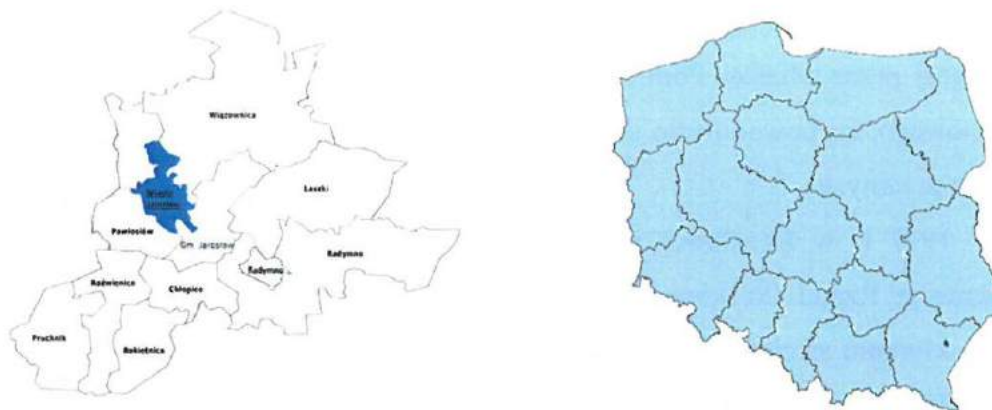 Wiązownica
Laszki
Miasto
Jarosław
Pawłosiów
Gm. Jarosław
Radymno
Radymno
Roźwienica
Chłopice
Pruchnik
Rokietnica